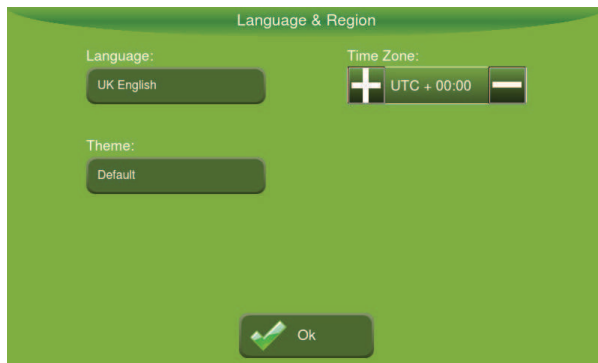 Language & Region
Language:
Time Zone:
UK English
UTC + 00:00
Theme:
Default
Ok